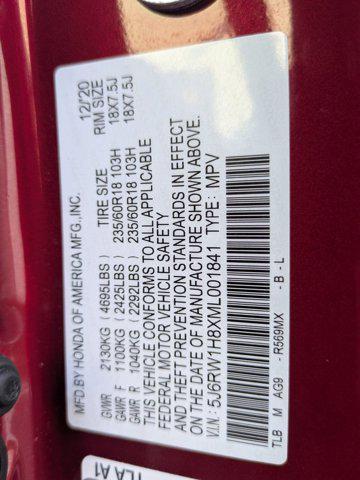 MFD.BY HONDA OF AMERICA MFG.,INC. 12/'20
TIRE SIZE RIM SIZE
GVWR 2130KG (4695LBS)
GAWR F 1100KG (2425LBS) 235/60R18 103H 18X7.5J
GAWR R 1040KG (2292LBS) 235/60R18 103H 18X7.5J
THIS VEHICLE CONFORMS TO ALL APPLICABLE
FEDERAL MOTOR VEHICLE SAFETY
AND THEFT PREVENTION STANDARDS IN EFFECT
ON THE DATE OF MANUFACTURE SHOWN ABOVE.
V.I.N.: 5J6RW1H8XML001841 TYPE: MPV
TLB M AG9 - R569MX - B - L
TLA A1